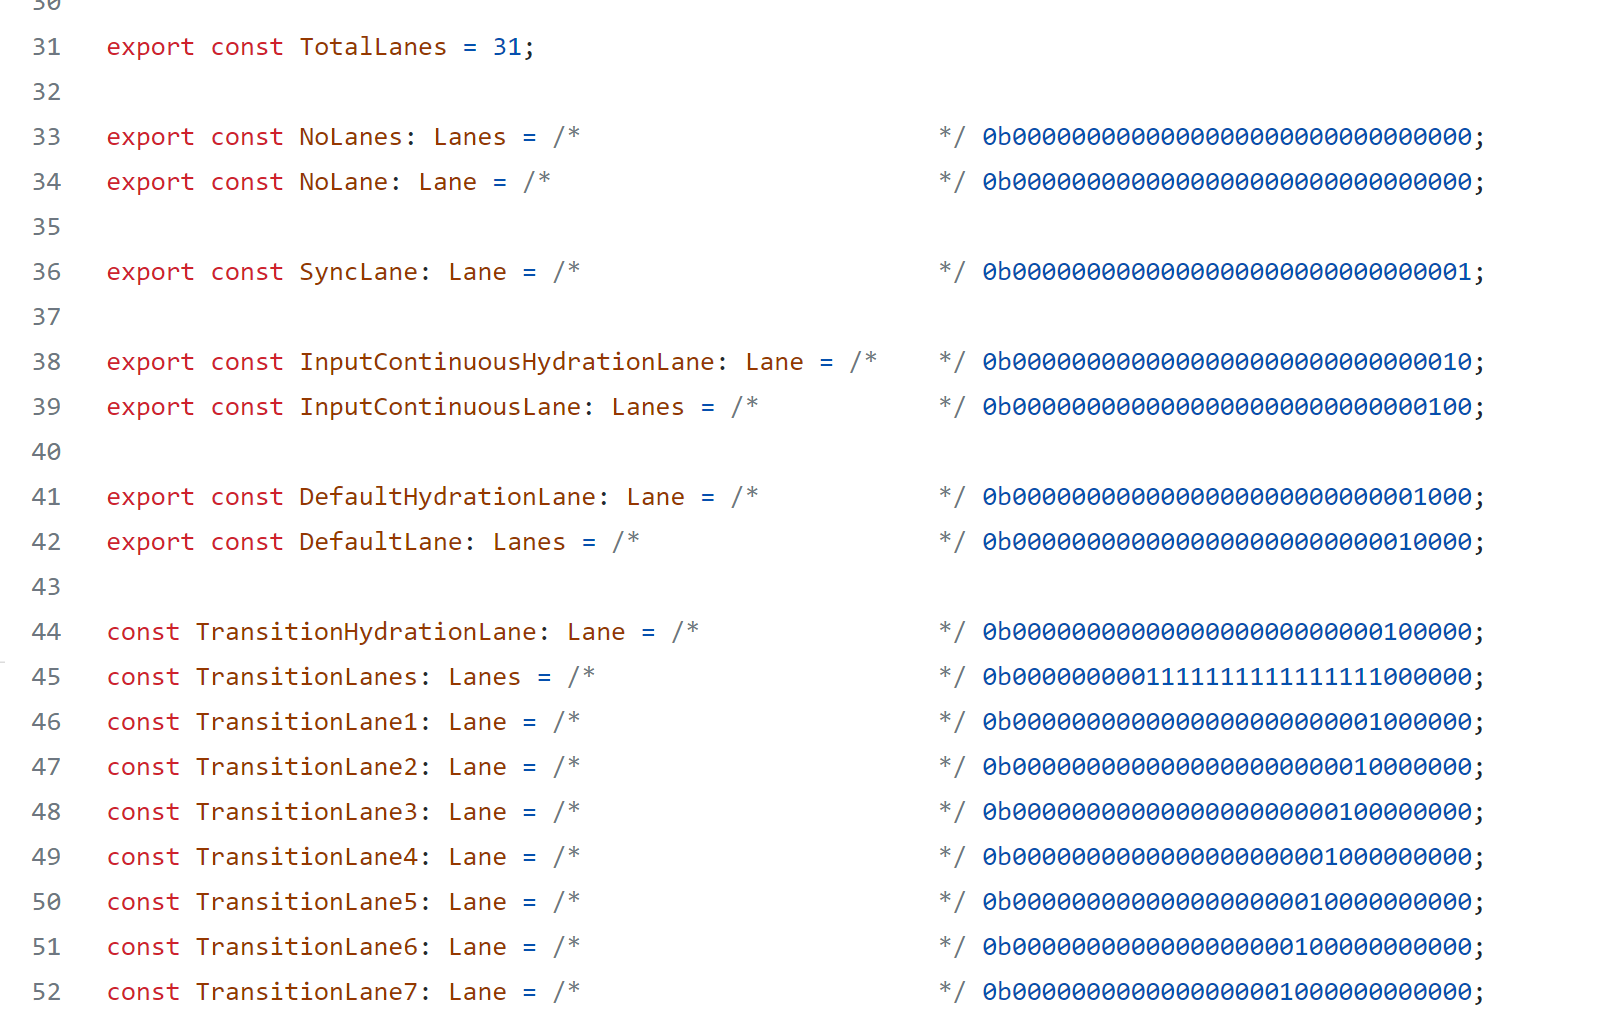 30
31 export const TotalLanes = 31;
32
33 export const NoLanes: Lanes = /*                        */ 0b0000000000000000000000000000000;
34 export const NoLane: Lane = /*                          */ 0b0000000000000000000000000000000;
35
36 export const SyncLane: Lane = /*                        */ 0b0000000000000000000000000000001;
37
38 export const InputContinuousHydrationLane: Lane = /*    */ 0b0000000000000000000000000000010;
39 export const InputContinuousLane: Lanes = /*            */ 0b0000000000000000000000000000100;
40
41 export const DefaultHydrationLane: Lane = /*            */ 0b0000000000000000000000000001000;
42 export const DefaultLane: Lanes = /*                    */ 0b0000000000000000000000000010000;
43
44 const TransitionHydrationLane: Lane = /*                */ 0b0000000000000000000000000100000;
45 const TransitionLanes: Lanes = /*                       */ 0b0000000001111111111111111000000;
46 const TransitionLane1: Lane = /*                        */ 0b0000000000000000000000001000000;
47 const TransitionLane2: Lane = /*                        */ 0b0000000000000000000000010000000;
48 const TransitionLane3: Lane = /*                        */ 0b0000000000000000000000100000000;
49 const TransitionLane4: Lane = /*                        */ 0b0000000000000000000001000000000;
50 const TransitionLane5: Lane = /*                        */ 0b0000000000000000000010000000000;
51 const TransitionLane6: Lane = /*                        */ 0b0000000000000000000100000000000;
52 const TransitionLane7: Lane = /*                        */ 0b0000000000000000001000000000000;